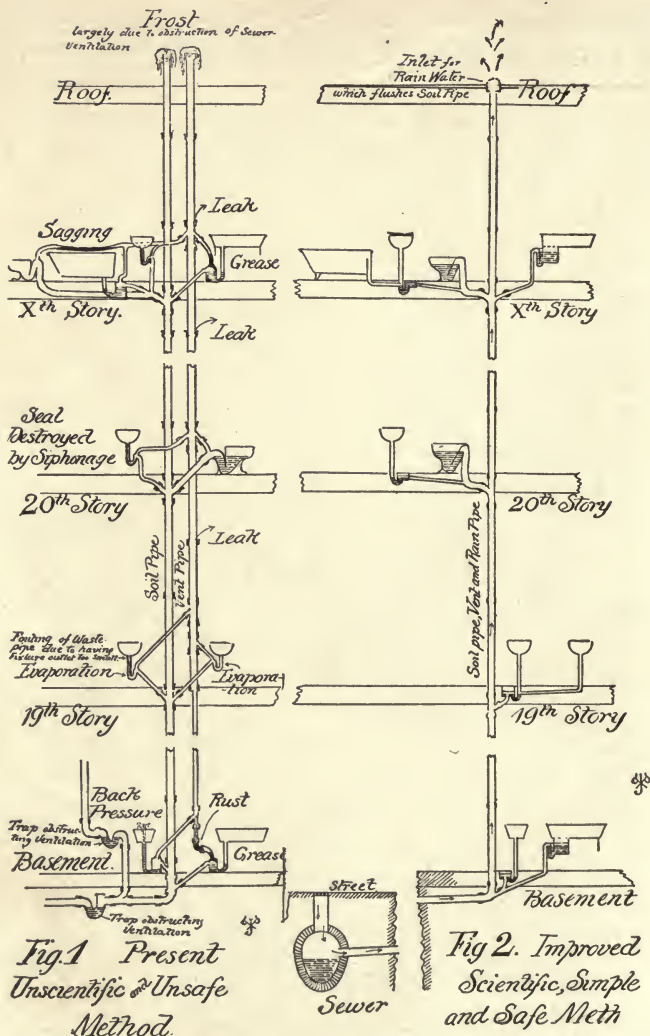 Frost
largely due to obstruction of Sewer
Ventilation
Roof.
Leak
Sagging
Grease
Xth Story.
Leak
Seal
Destroyed
by Siphonage
20th Story
Leak
Soil Pipe
Vent Pipe
Fouling of Waste
pipe due to having
fixture outlet too small
Evaporation
Evapora-
-tion
19th Story
Back
Pressure
Rust
Trap obstruc-
ting Ventilation
Basement.
Grease
Trap obstructing
Ventilation
Fig.1 Present
Unscientific and Unsafe
Method.
Inlet for
Rain Water
which flushes Soil Pipe
Roof
Xth Story
20th Story
Soil pipe, Vent and Rain Pipe
19th Story
Basement
Street
Sewer
Fig 2. Improved
Scientific, Simple
and Safe Meth